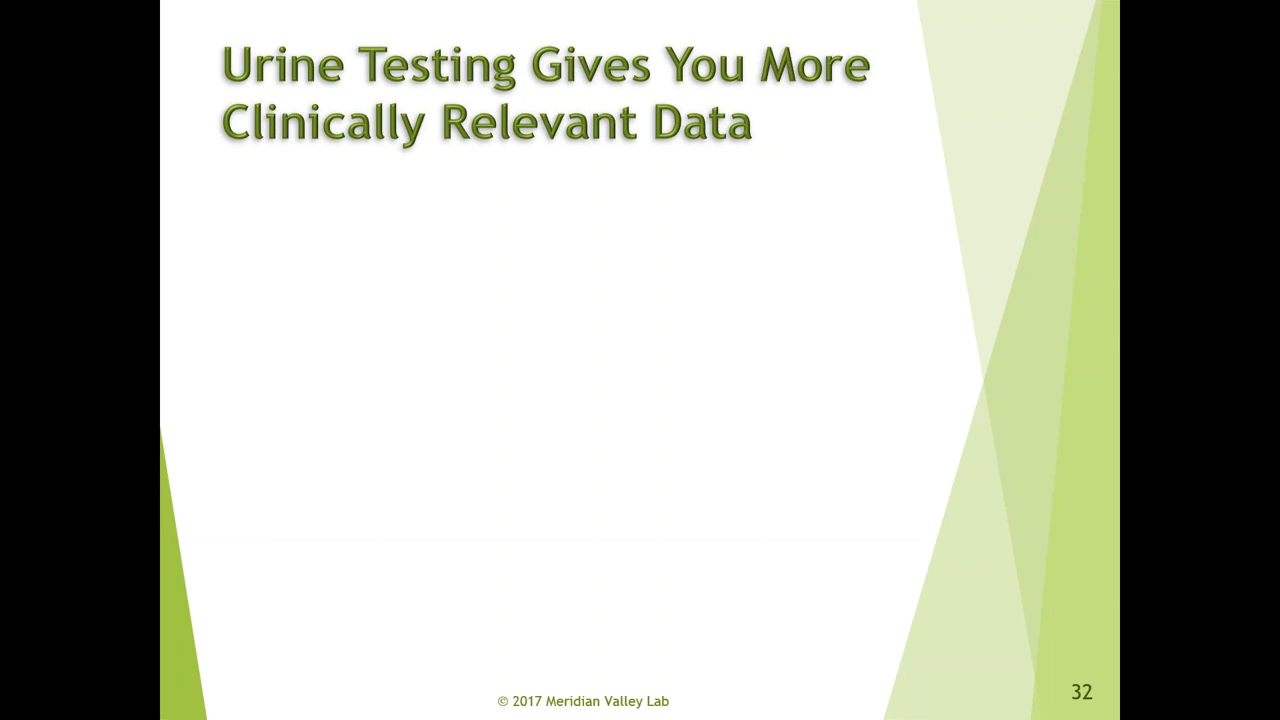 Urine Testing Gives You More
Clinically Relevant Data
© 2017 Meridian Valley Lab
32